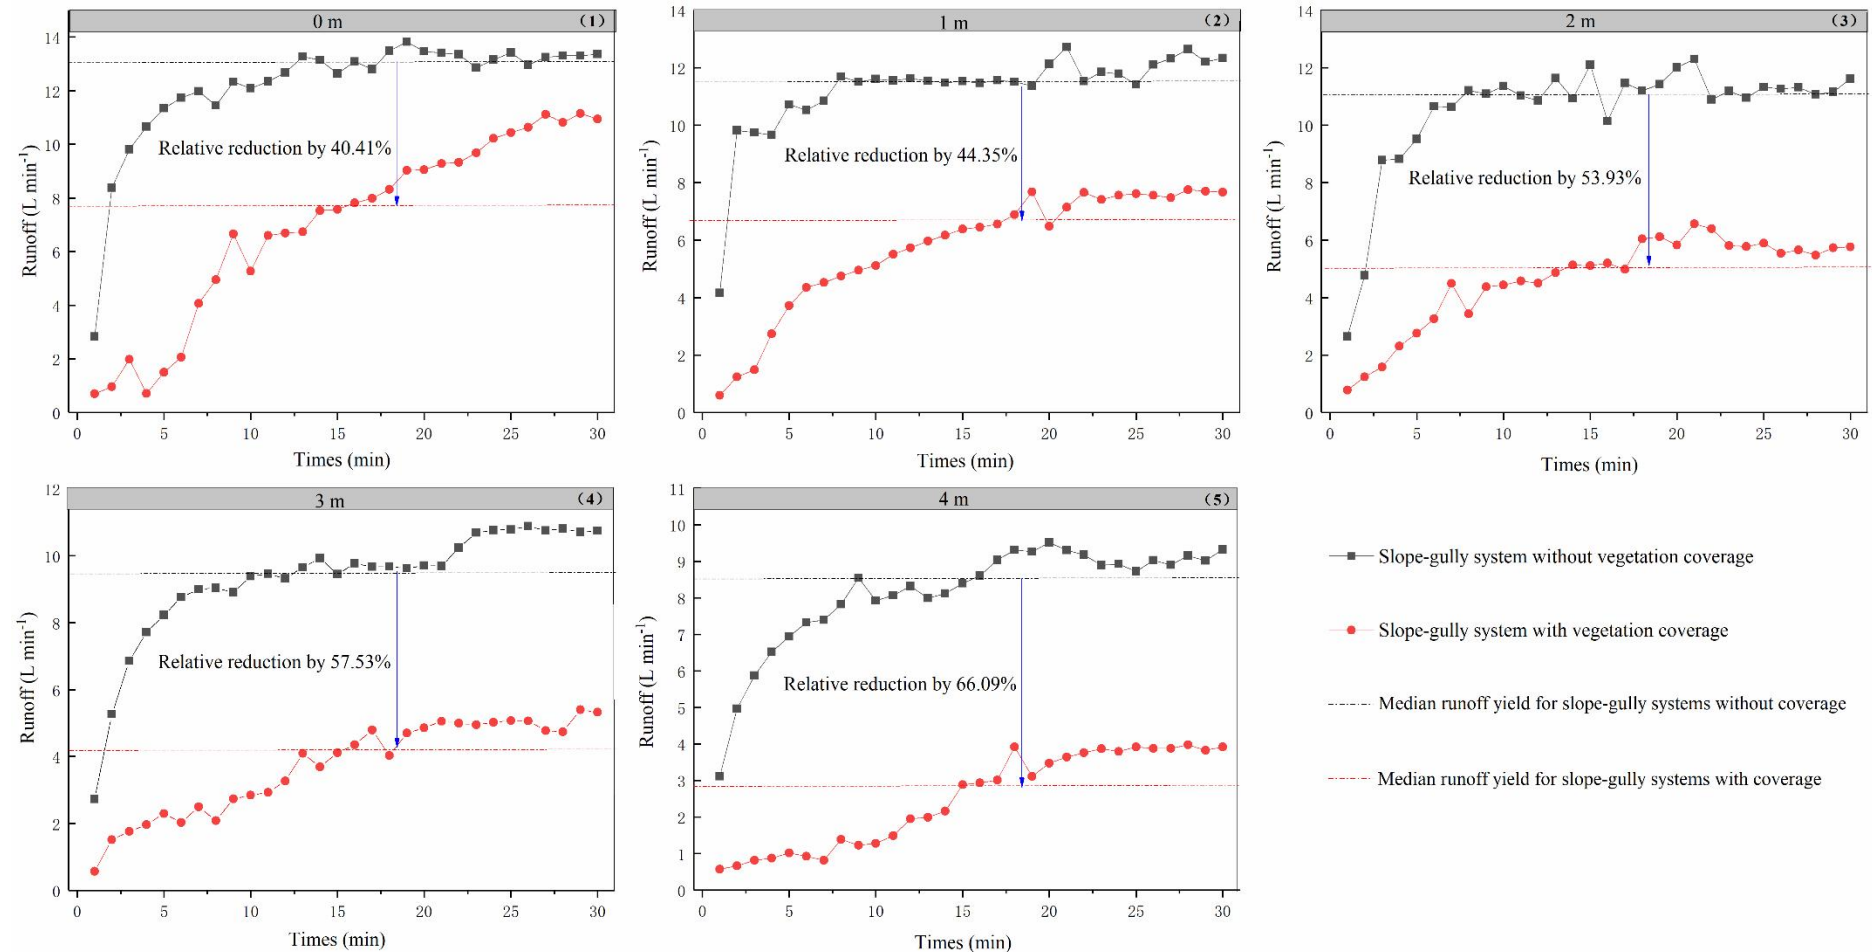 0 m
(1)
14
12
10
8
6
4
2
0
Runoff (L min⁻¹)
Relative reduction by 40.41%
0 5 10 15 20 25 30
Times (min)
1 m
(2)
14
12
10
8
6
4
2
0
Runoff (L min⁻¹)
Relative reduction by 44.35%
0 5 10 15 20 25 30
Times (min)
2 m
(3)
14
12
10
8
6
4
2
0
Runoff (L min⁻¹)
Relative reduction by 53.93%
0 5 10 15 20 25 30
Times (min)
3 m
(4)
12
10
8
6
4
2
0
Runoff (L min⁻¹)
Relative reduction by 57.53%
0 5 10 15 20 25 30
Times (min)
4 m
(5)
11
10
9
8
7
6
5
4
3
2
1
0
Runoff (L min⁻¹)
Relative reduction by 66.09%
0 5 10 15 20 25 30
Times (min)
Slope-gully system without vegetation coverage
Slope-gully system with vegetation coverage
Median runoff yield for slope-gully systems without coverage
Median runoff yield for slope-gully systems with coverage